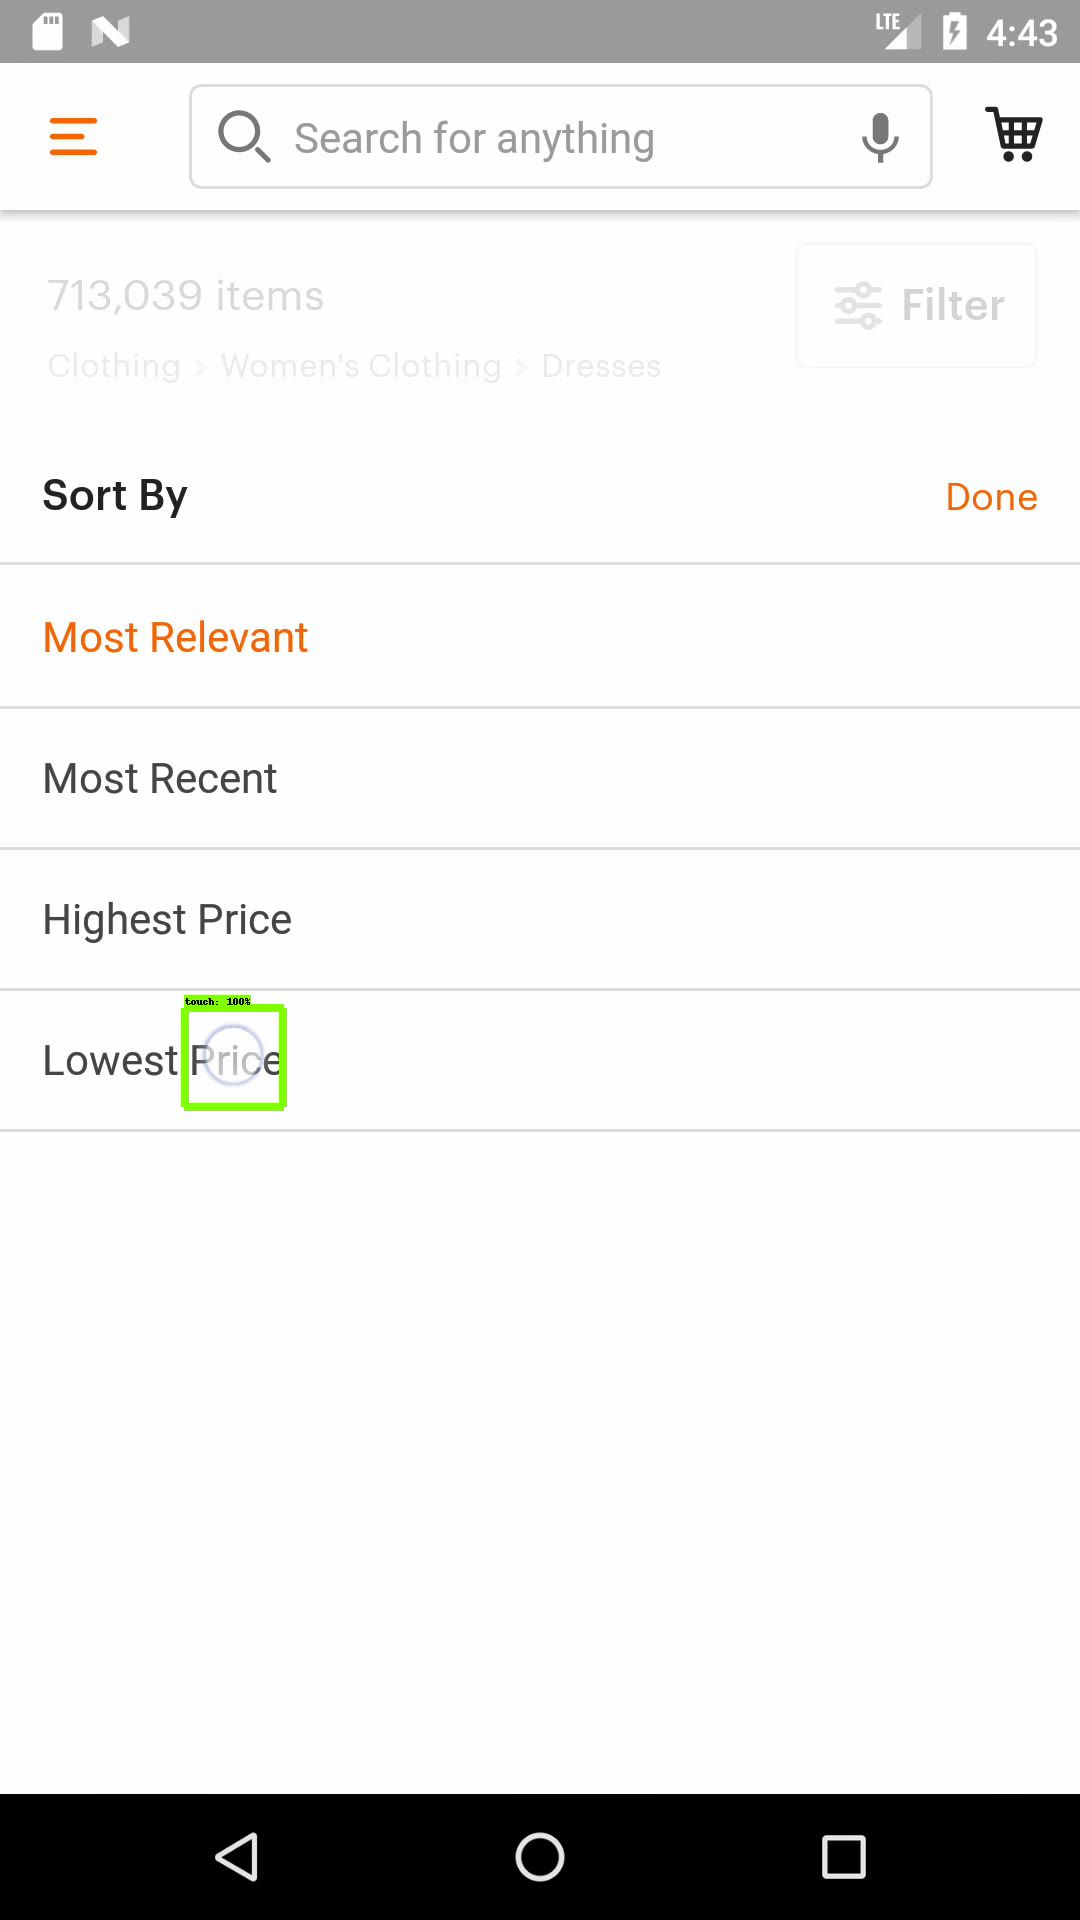 LTE 4:43
Search for anything
713,039 items
Filter
Clothing > Women's Clothing > Dresses
Sort By
Done
Most Relevant
Most Recent
Highest Price
touch: 100%
Lowest Price